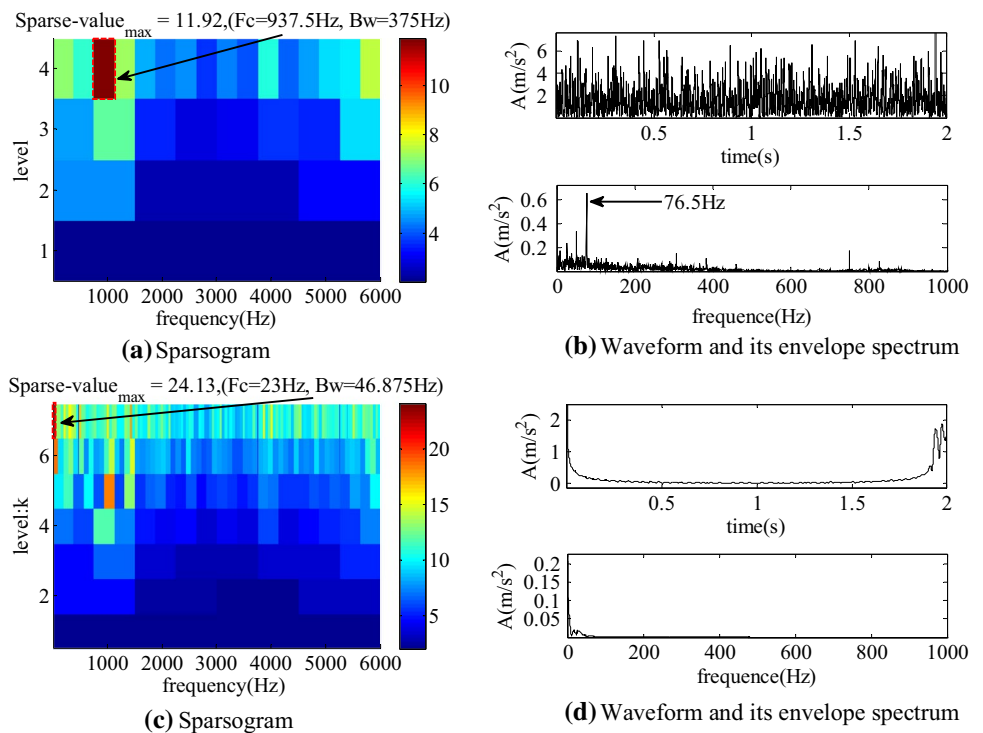 Sparse-value max = 11.92,(Fc=937.5Hz, Bw=375Hz)
4
3
2
1
level
1000 2000 3000 4000 5000 6000
frequency(Hz)
10
8
6
4
(a) Sparsogram
A(m/s²)
6
4
2
0.5 1 1.5 2
time(s)
A(m/s²)
0.6
0.4
0.2
76.5Hz
0 200 400 600 800 1000
frequence(Hz)
(b) Waveform and its envelope spectrum
Sparse-value max = 24.13,(Fc=23Hz, Bw=46.875Hz)
6
4
2
level:k
1000 2000 3000 4000 5000 6000
frequency(Hz)
20
15
10
5
(c) Sparsogram
A(m/s²)
2
1
0
0.5 1 1.5 2
time(s)
A(m/s²)
0.2
0.15
0.1
0.05
0 200 400 600 800 1000
frequence(Hz)
(d) Waveform and its envelope spectrum